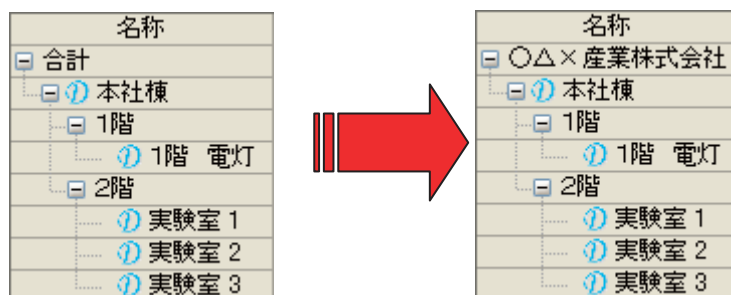 名称
合計
本社棟
1階
1階 電灯
2階
実験室 1
実験室 2
実験室 3
名称
○△×産業株式会社
本社棟
1階
1階 電灯
2階
実験室 1
実験室 2
実験室 3